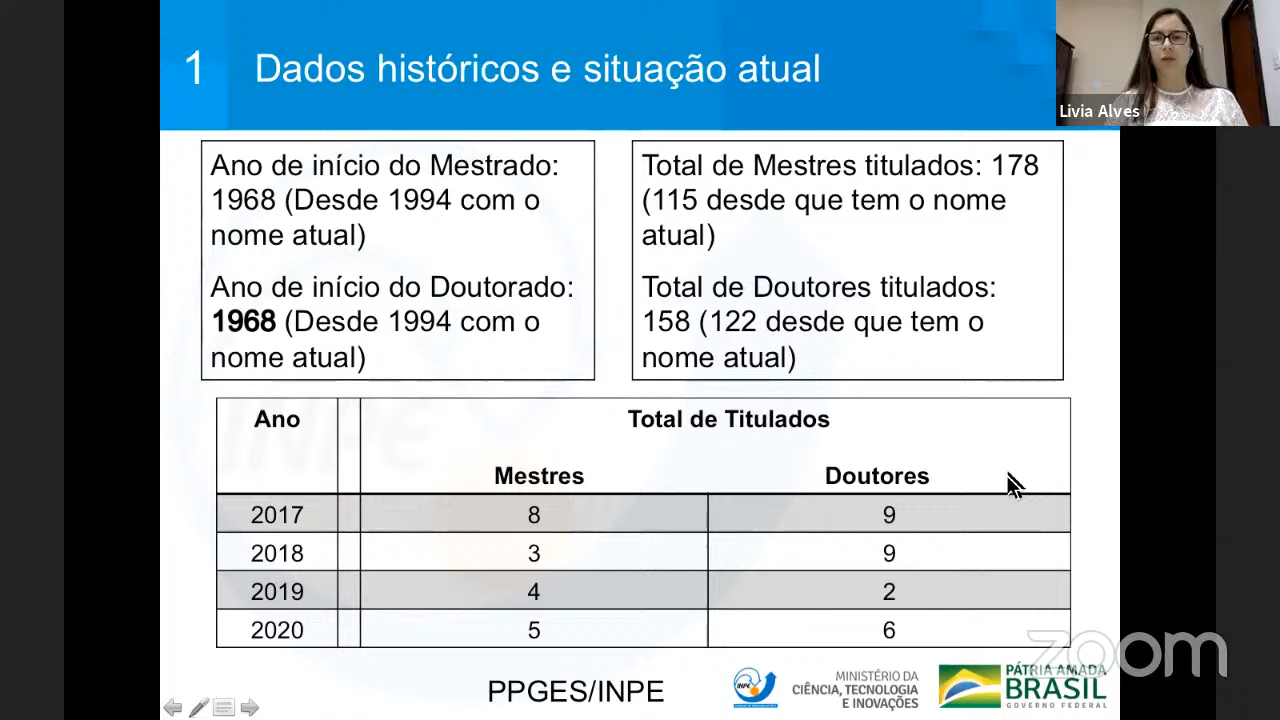 1 Dados históricos e situação atual
Livia Alves
Ano de início do Mestrado:
1968 (Desde 1994 com o
nome atual)
Ano de início do Doutorado:
1968 (Desde 1994 com o
nome atual)
Total de Mestres titulados: 178
(115 desde que tem o nome
atual)
Total de Doutores titulados:
158 (122 desde que tem o
nome atual)
Ano Total de Titulados
Mestres Doutores
2017 8 9
2018 3 9
2019 4 2
2020 5 6
INPE
PPGES/INPE
INPE
MINISTÉRIO DA
CIÊNCIA, TECNOLOGIA
E INOVAÇÕES
PÁTRIA AMADA
BRASIL
GOVERNO FEDERAL
zoom